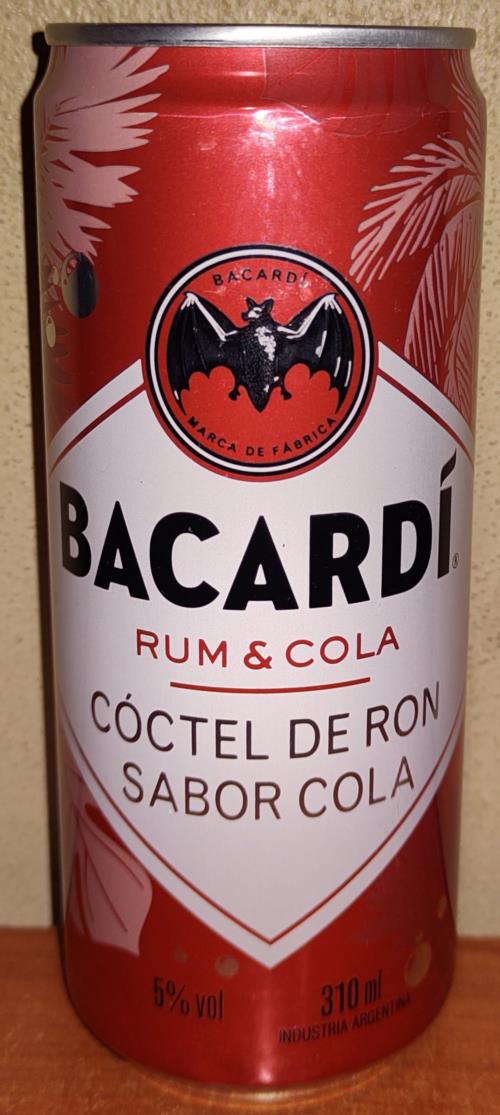 BACARDÍ
MARCA DE FÁBRICA
BACARDÍ®
RUM & COLA
CÓCTEL DE RON
SABOR COLA
5% vol
310 ml
INDUSTRIA ARGENTINA